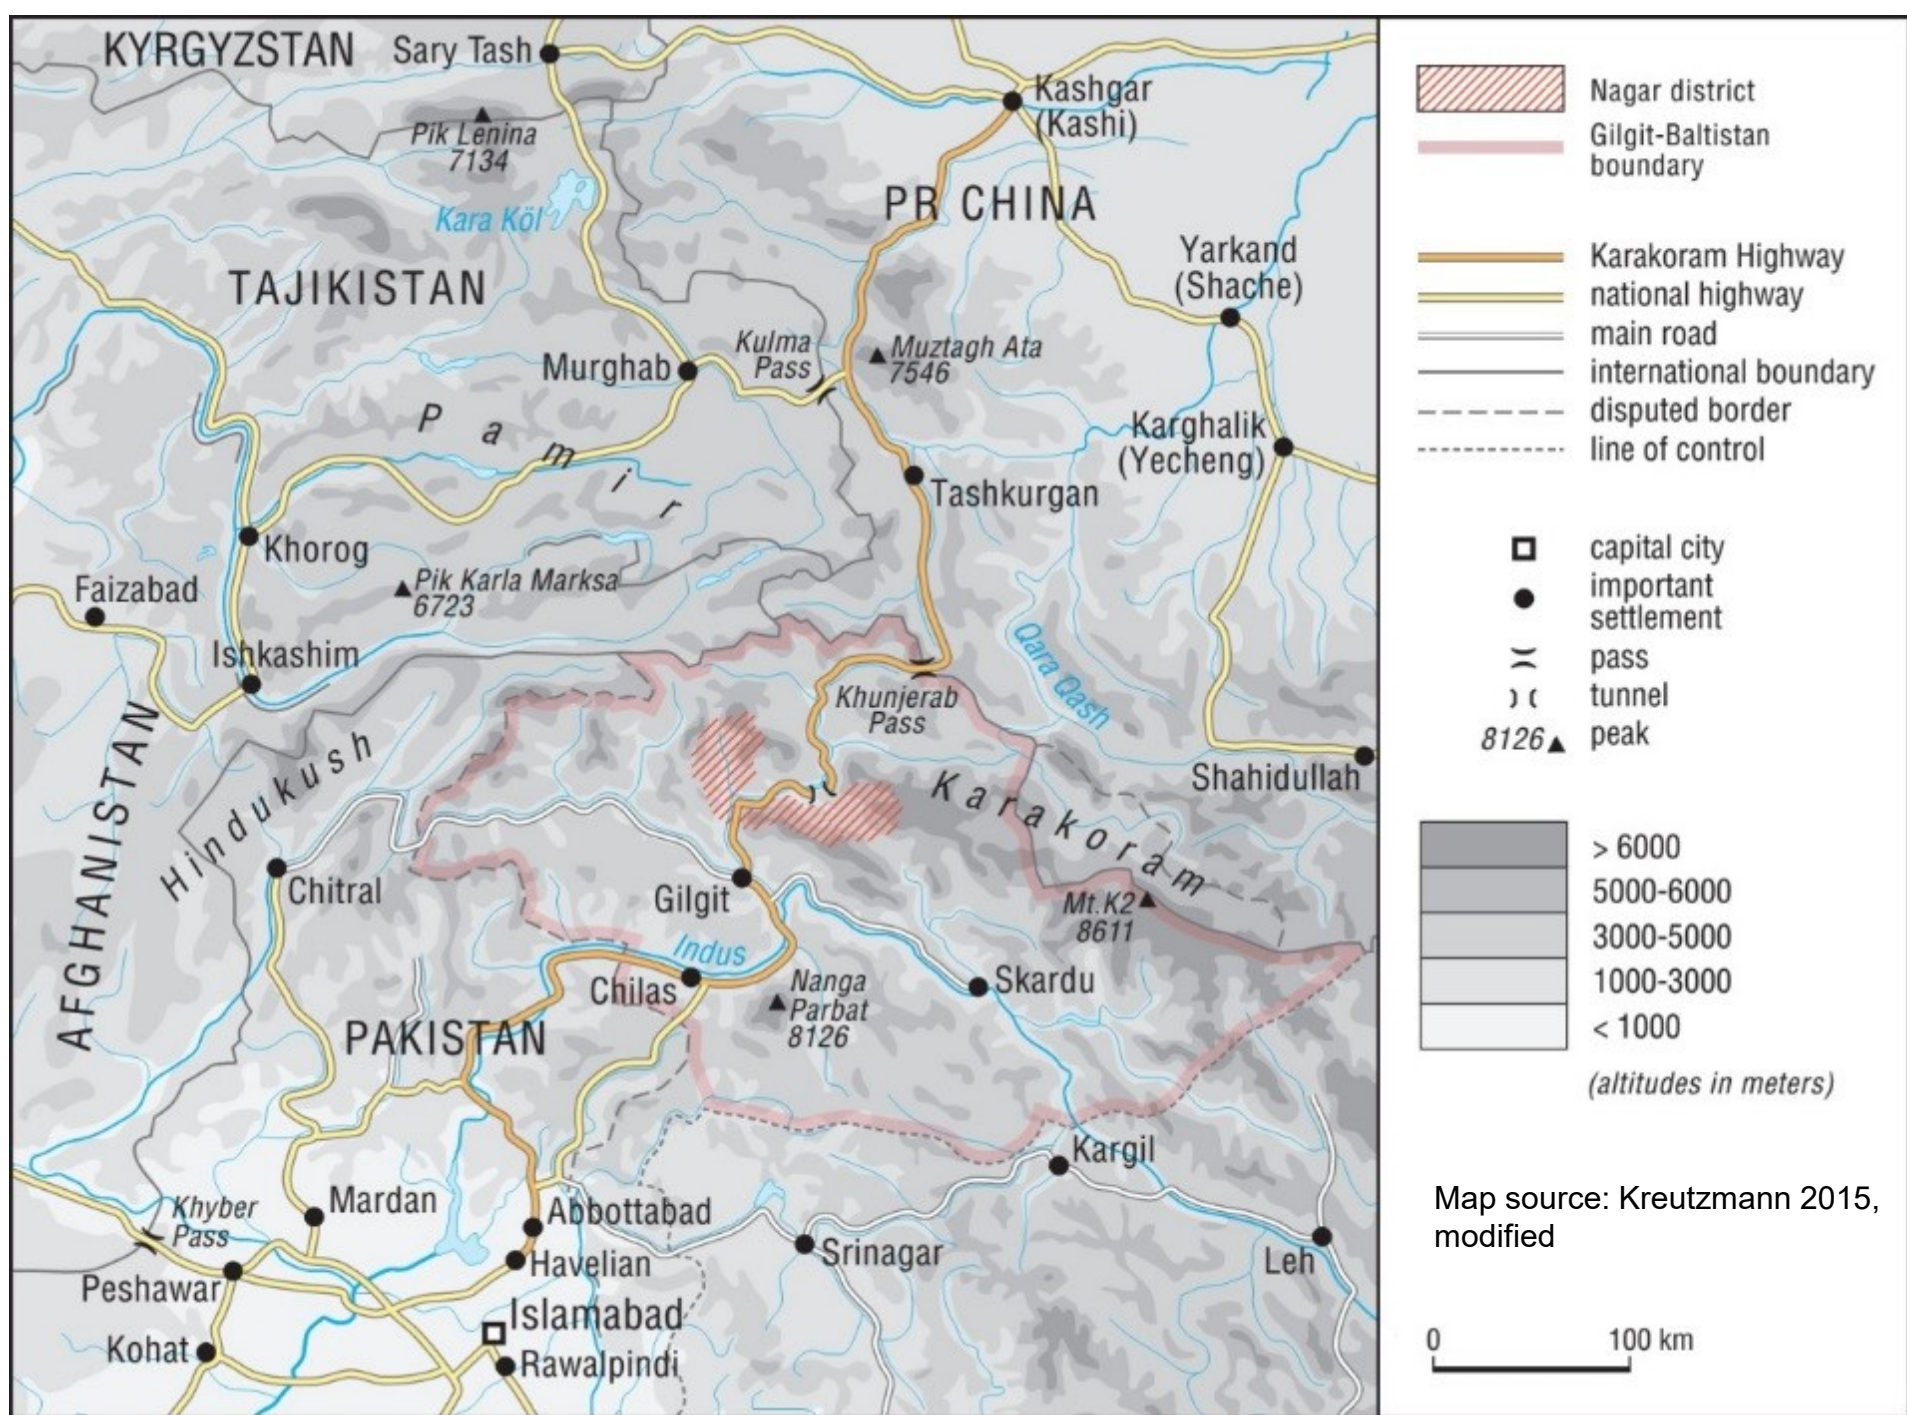 KYRGYZSTAN
Sary Tash
Pik Lenina
7134
Kara Köl
Kashgar
(Kashi)
PR CHINA
TAJIKISTAN
Yarkand
(Shache)
Murghab
Kulma
Pass
Muztagh Ata
7546
Pamir
Karghalik
(Yecheng)
Tashkurgan
Khorog
Faizabad
Pik Karla Marksa
6723
Ishkashim
Qara Qash
Khunjerab
Pass
AFGHANISTAN
Hindukush
Karakoram
Shahidullah
Chitral
Gilgit
Mt.K2
8611
Indus
Chilas
Nanga
Parbat
8126
Skardu
PAKISTAN
Kargil
Khyber
Pass
Mardan
Abbottabad
Havelian
Srinagar
Leh
Peshawar
Islamabad
Kohat
Rawalpindi
Nagar district
Gilgit-Baltistan
boundary
Karakoram Highway
national highway
main road
international boundary
disputed border
line of control
capital city
important
settlement
pass
tunnel
8126 peak
> 6000
5000-6000
3000-5000
1000-3000
< 1000
(altitudes in meters)
Map source: Kreutzmann 2015,
modified
0 100 km